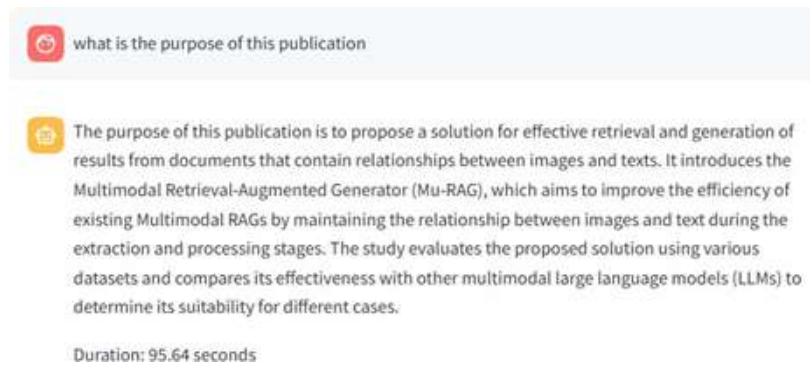 what is the purpose of this publication
The purpose of this publication is to propose a solution for effective retrieval and generation of
results from documents that contain relationships between images and texts. It introduces the
Multimodal Retrieval-Augmented Generator (Mu-RAG), which aims to improve the efficiency of
existing Multimodal RAGs by maintaining the relationship between images and text during the
extraction and processing stages. The study evaluates the proposed solution using various
datasets and compares its effectiveness with other multimodal large language models (LLMs) to
determine its suitability for different cases.
Duration: 95.64 seconds